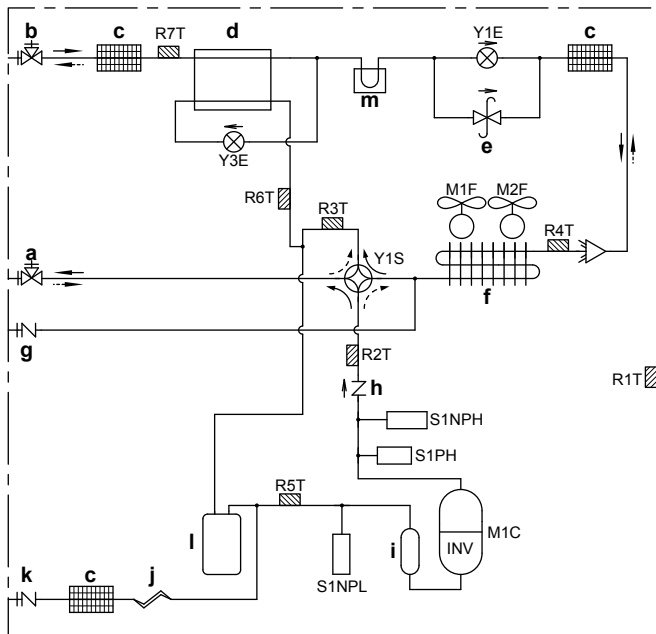 b
c
R7T
d
m
Y1E
e
c
Y3E
R6T
R3T
M1F
M2F
R4T
a
Y1S
f
g
R2T
R1T
h
S1NPH
S1PH
R5T
l
i
M1C
INV
S1NPL
k
c
j